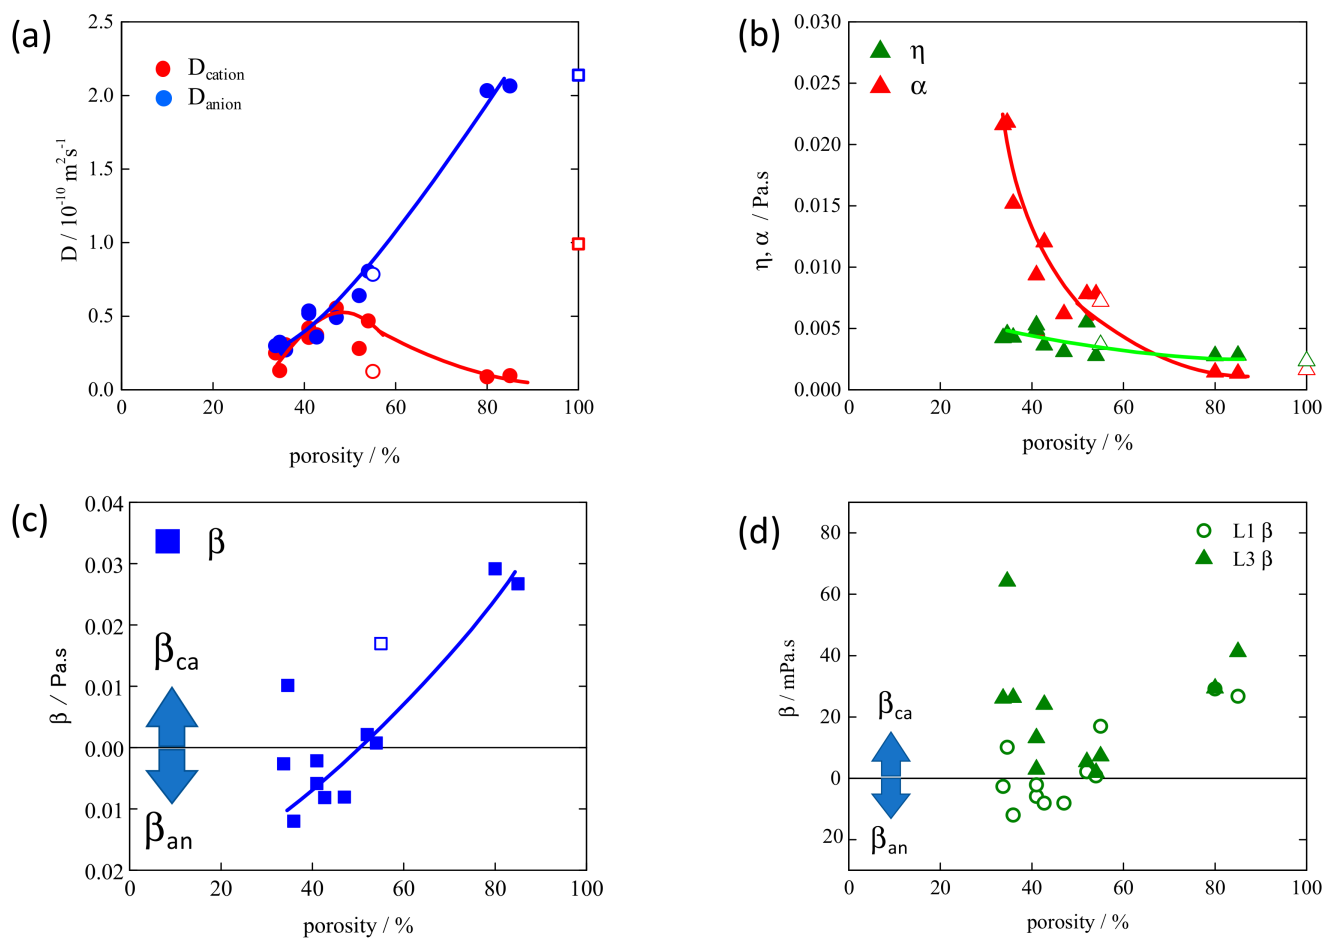 (a)
2.5
2.0
1.5
1.0
0.5
0.0
D / 10⁻¹⁰ m²s⁻¹
D_cation
D_anion
0 20 40 60 80 100
porosity / %
(b)
0.030
0.025
0.020
0.015
0.010
0.005
0.000
η, α / Pa.s
η
α
0 20 40 60 80 100
porosity / %
(c)
0.04
0.03
0.02
0.01
0.00
0.01
0.02
β / Pa.s
β
β_ca
β_an
0 20 40 60 80 100
porosity / %
(d)
80
60
40
20
0
20
β / mPa.s
L1 β
L3 β
β_ca
β_an
0 20 40 60 80 100
porosity / %